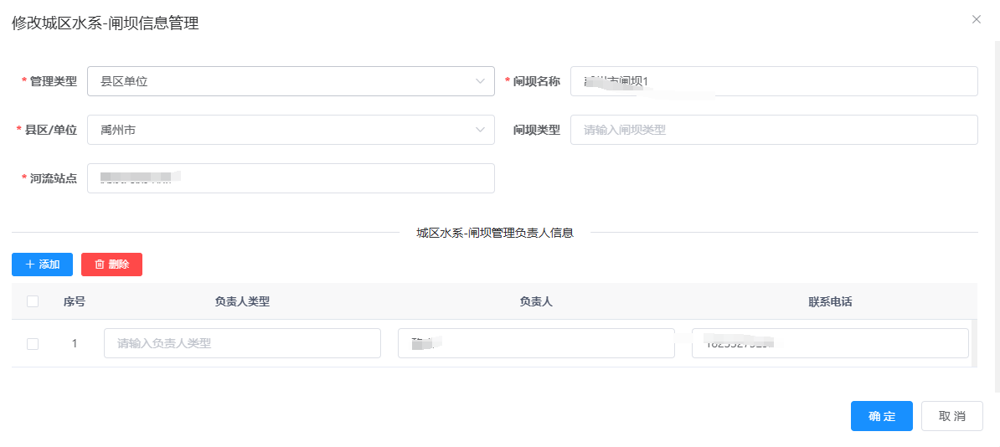 修改城区水系-闸坝信息管理
* 管理类型 县区单位 * 闸坝名称 市闸坝1
* 县区/单位 禹州市 闸坝类型 请输入闸坝类型
* 河流站点
城区水系-闸坝管理负责人信息
添加 删除
序号 负责人类型 负责人 联系电话
1 请输入负责人类型
确 定 取 消